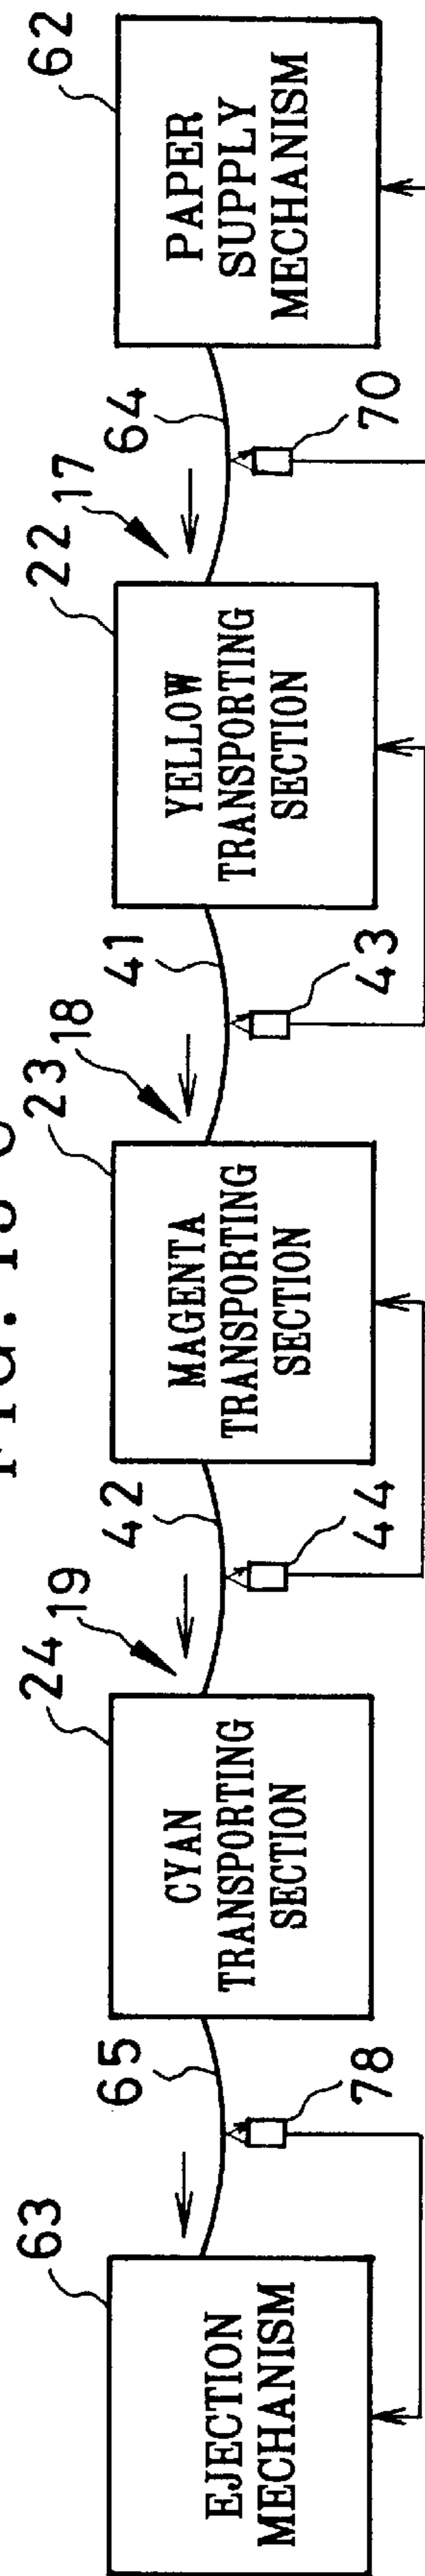 FIG.
63
65
24
19
42
23
18
41
22
17
64
62
EJECTION
MECHANISM
CYAN
TRANSPORTING
SECTION
MAGENTA
TRANSPORTING
SECTION
YELLOW
TRANSPORTING
SECTION
PAPER
SUPPLY
MECHANISM
78
44
43
70